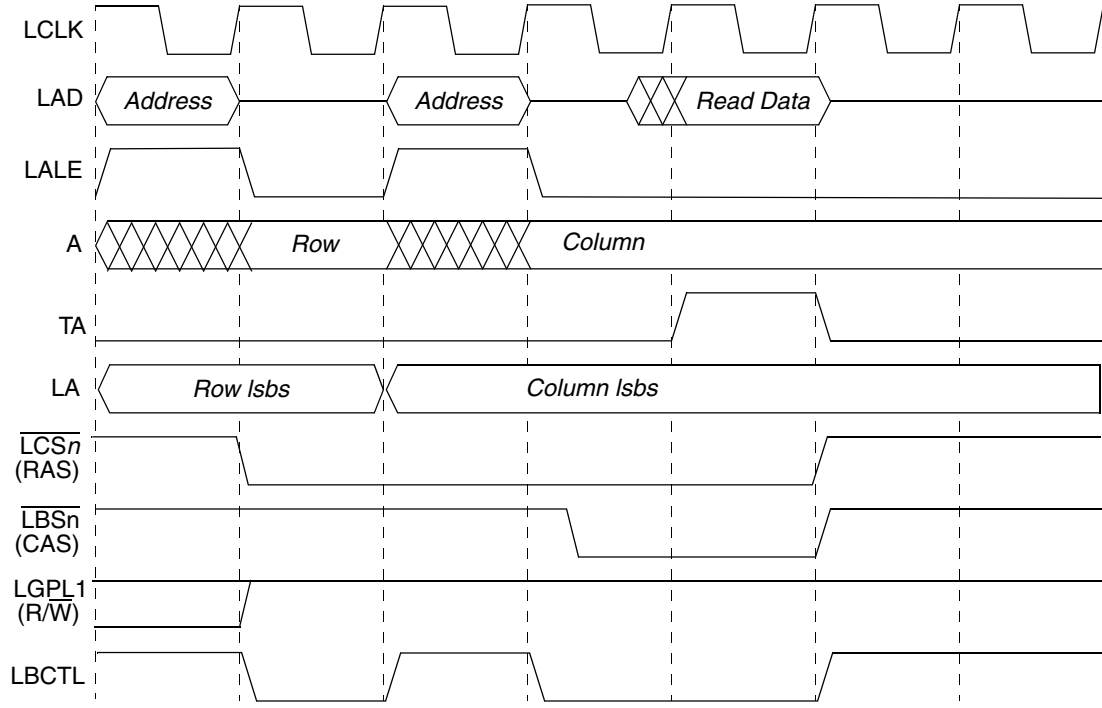 LCLK
LAD Address Address Read Data
LALE
A Row Column
TA
LA Row lsbs Column lsbs
LCSn
(RAS)
LBSn
(CAS)
LGPL1
(R/W)
LBCTL